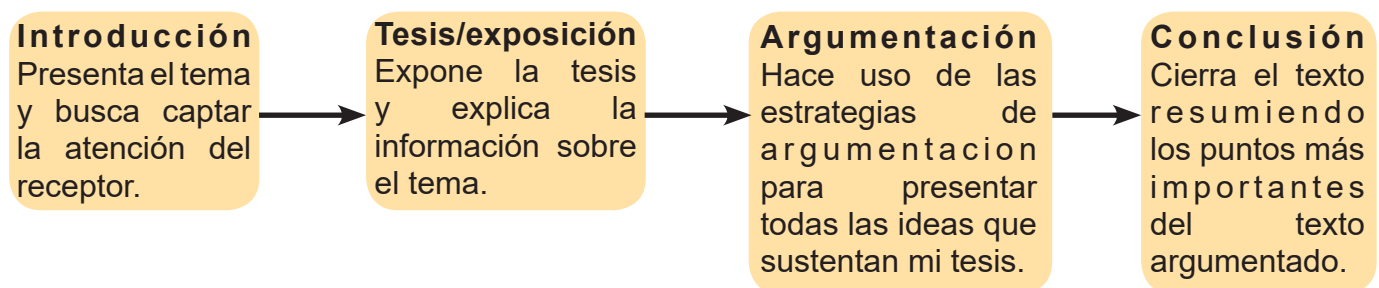 Introducción
Presenta el tema
y busca captar
la atención del
receptor.
Tesis/exposición
Expone la tesis
y explica la
información sobre
el tema.
Argumentación
Hace uso de las
estrategias de
argumentacion
para presentar
todas las ideas que
sustentan mi tesis.
Conclusión
Cierra el texto
resumiendo
los puntos más
importantes
del texto
argumentado.